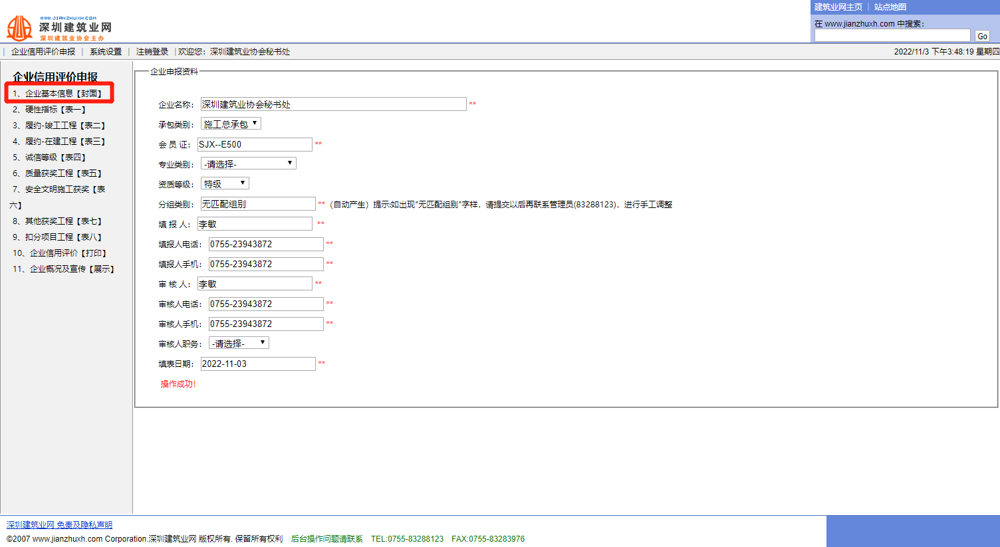 建筑业网主页 | 站点地图
WWW.JIANZHUXH.COM
深圳建筑业网
深圳建筑业协会主办
在 www.jianzhuxh.com 中搜索:
Go
| 企业信用评价申报 | 系统设置 | 注销登录 | 欢迎您: 深圳建筑业协会秘书处
2022/11/3 下午3:48:19 星期四
企业信用评价申报
1、企业基本信息【封面】
2、硬性指标【表一】
3、履约-竣工工程【表二】
4、履约-在建工程【表三】
5、诚信等级【表四】
6、质量获奖工程【表五】
7、安全文明施工获奖【表
六】
8、其他获奖工程【表七】
9、扣分项目工程【表八】
10、企业信用评价【打印】
11、企业概况及宣传【展示】
企业申报资料
企业名称: 深圳建筑业协会秘书处 **
承包类别: 施工总承包
会 员 证: SJX--E500 **
专业类别: -请选择-
资质等级: 特级
分组类别: 无匹配组别 **（自动产生）提示:如出现"无匹配组别"字样，请提交以后再联系管理员(83288123)，进行手工调整
填 报 人: 李敏 **
填报人电话: 0755-23943872 **
填报人手机: 0755-23943872 **
审 核 人: 李敏 **
审核人电话: 0755-23943872 **
审核人手机: 0755-23943872 **
审核人职务: -请选择-
填表日期: 2022-11-03 **
操作成功!
深圳建筑业网 免责及隐私声明
©2007 www.jianzhuxh.com Corporation.深圳建筑业网 版权所有. 保留所有权利 后台操作问题请联系 TEL:0755-83288123 FAX:0755-83283976